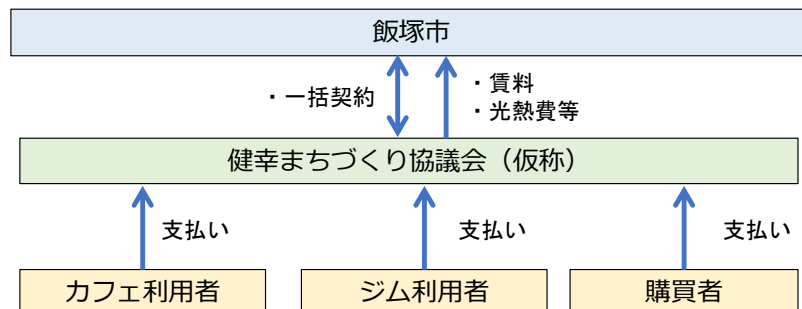 飯塚市
・一括契約
・賃料
・光熱費等
健幸まちづくり協議会（仮称）
支払い
支払い
支払い
カフェ利用者
ジム利用者
購買者